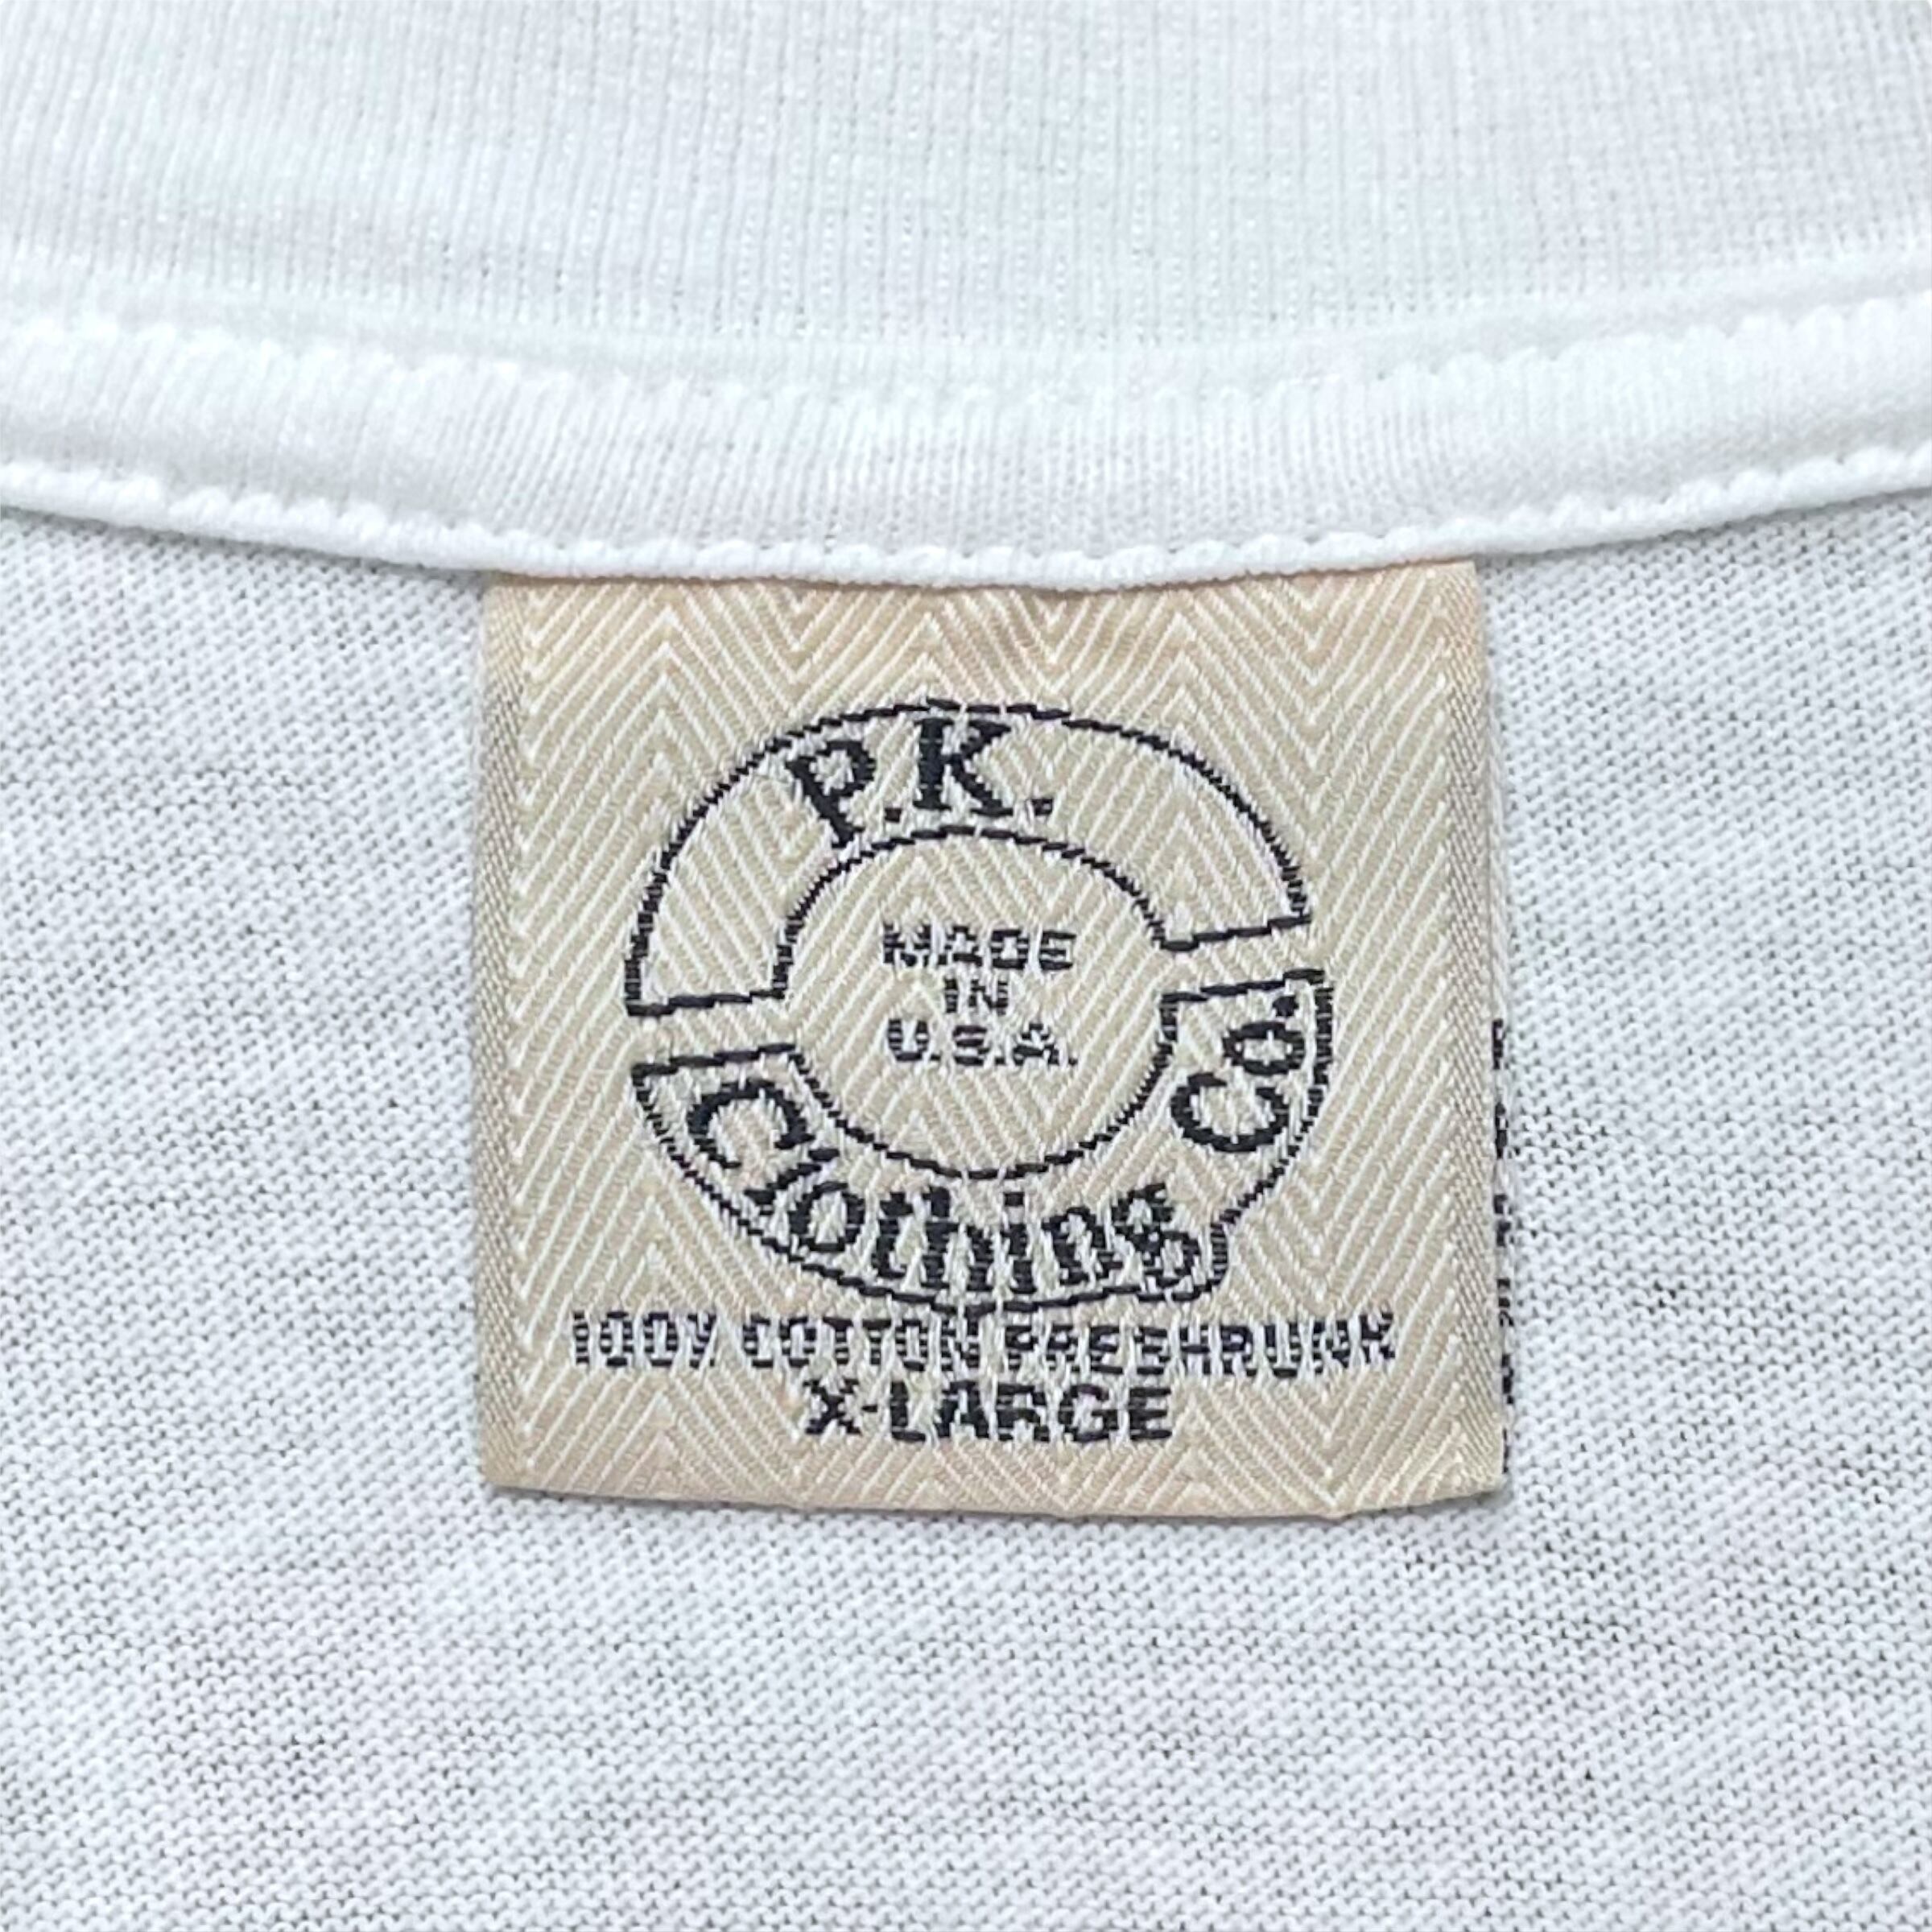 P.K.
MADE
IN
U.S.A.
Clothing Co.
100% COTTON PRESHRUNK
X-LARGE